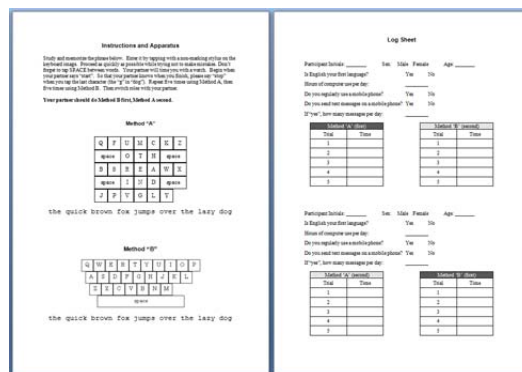 Instructions and Apparatus
Study and memorize the phrase below. Enter it by tapping with a non-marking stylus on the
keyboard image. Proceed as quickly as possible while trying not to make mistakes. Don't
forget to tap SPACE between words. Your partner will time you with a watch. Begin when
your partner says "start". So that your partner knows when you finish, please say "stop"
when you tap the last character (the "g" in "dog"). Repeat five times using Method A, then
five times using Method B. Then switch roles with your partner.
Your partner should do Method B first, Method A second.
Method "A"
Q F U M C K Z
space O T H space
B S R E A W X
space I N D space
J P V G L Y
the quick brown fox jumps over the lazy dog
Method "B"
Q W E R T Y U I O P
A S D F G H J K L
Z X C V B N M
space
the quick brown fox jumps over the lazy dog
Log Sheet
Participant Initials: Sex: Male Female Age:
Is English your first language? Yes No
Hours of computer use per day:
Do you regularly use a mobile phone? Yes No
Do you send text messages on a mobile phone? Yes No
If "yes", how many messages per day:
Method "A" (first) Method "B" (second)
Trial Time Trial Time
1 1
2 2
3 3
4 4
5 5
Participant Initials: Sex: Male Female Age:
Is English your first language? Yes No
Hours of computer use per day:
Do you regularly use a mobile phone? Yes No
Do you send text messages on a mobile phone? Yes No
If "yes", how many messages per day:
Method "A" (second) Method "B" (first)
Trial Time Trial Time
1 1
2 2
3 3
4 4
5 5